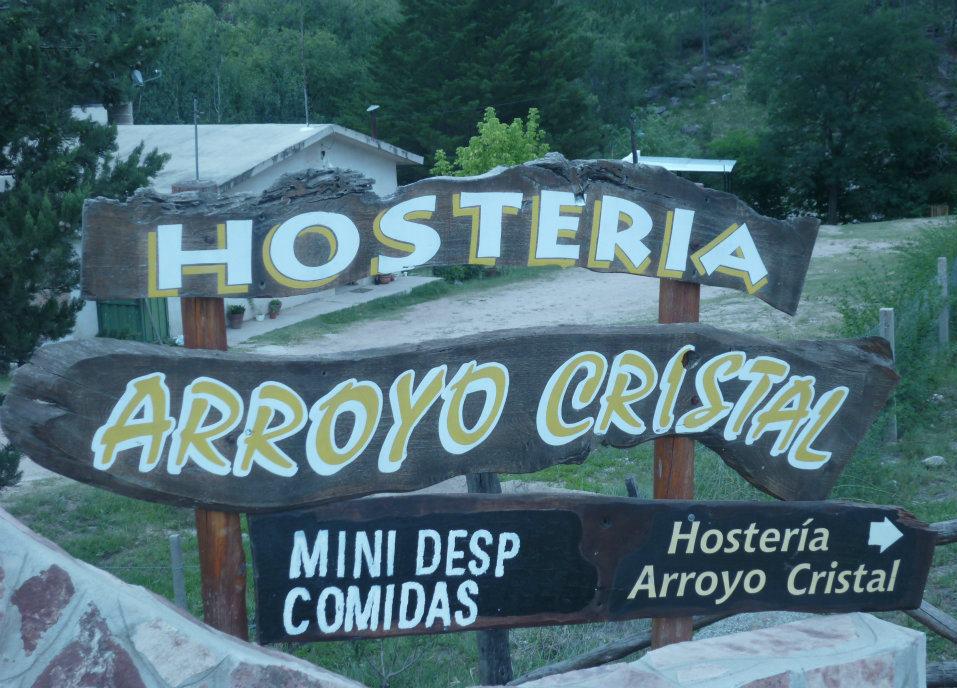 HOSTERIA
ARROYO CRISTAL
MINI DESP
COMIDAS
Hostería
Arroyo Cristal